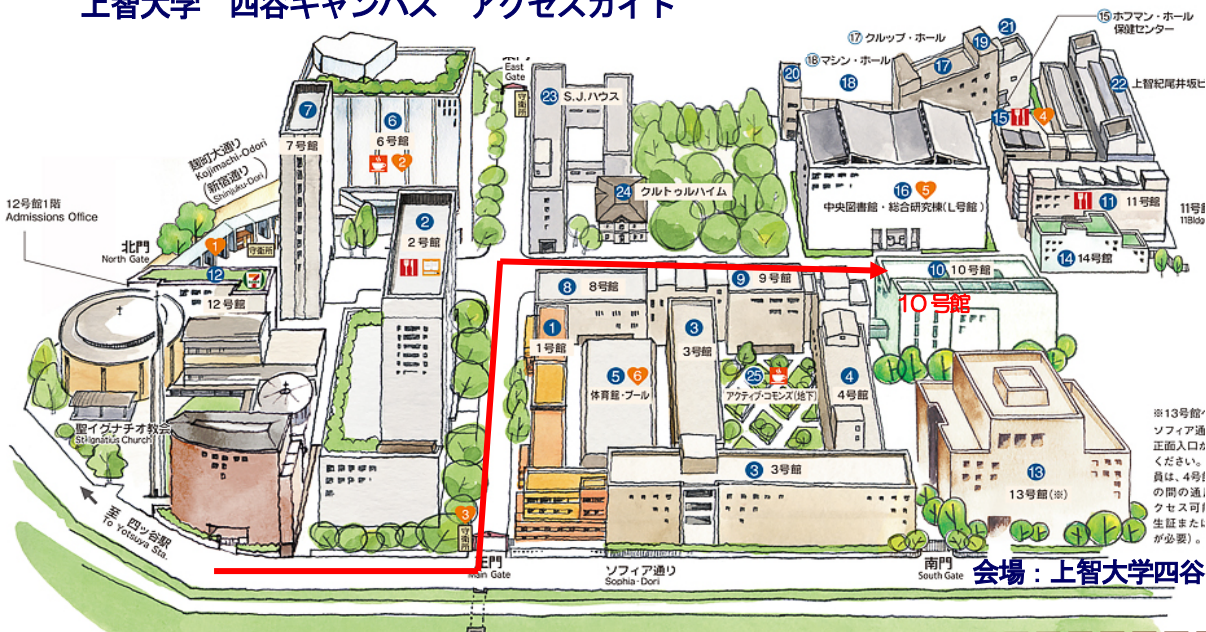 上智大学 四谷キャンパス アクセスガイド
East
Gate
守衛所
23 S.J.ハウス
⑰クルップ・ホール
⑱マシン・ホール
⑮ホフマン・ホール
保健センター
20
18
17
19
21
22 上智紀尾井坂ビ
15
4
7
7号館
6
6号館
2
麹町大通り
Kojimachi-Odori
(新宿通り)
Shinjuku-Dori
24 クルトゥルハイム
16 5
中央図書館・総合研究棟(L号館)
11 11号館
11号館
11Bldg
12号館1階
Admissions Office
北門
North Gate
1
守衛所
12
12号館
2
2号館
14 14号館
8 8号館
9 9号館
10 10号館
10号館
1
1号館
3
3号館
5 6
体育館・プール
25
アクティブ・コモンズ(地下)
4
4号館
聖イグナチオ教会
St-Ignatius Church
至 四ッ谷駅
To Yotsuya Sta.
3
守衛所
正門
Main Gate
ソフィア通り
Sophia-Dori
3 3号館
南門
South Gate
13
13号館(※)
※13号館へ
ソフィア通
正面入口か
ください。
員は、4号館
の間の通
クセス可
生証また
が必要)。
会場:上智大学四谷